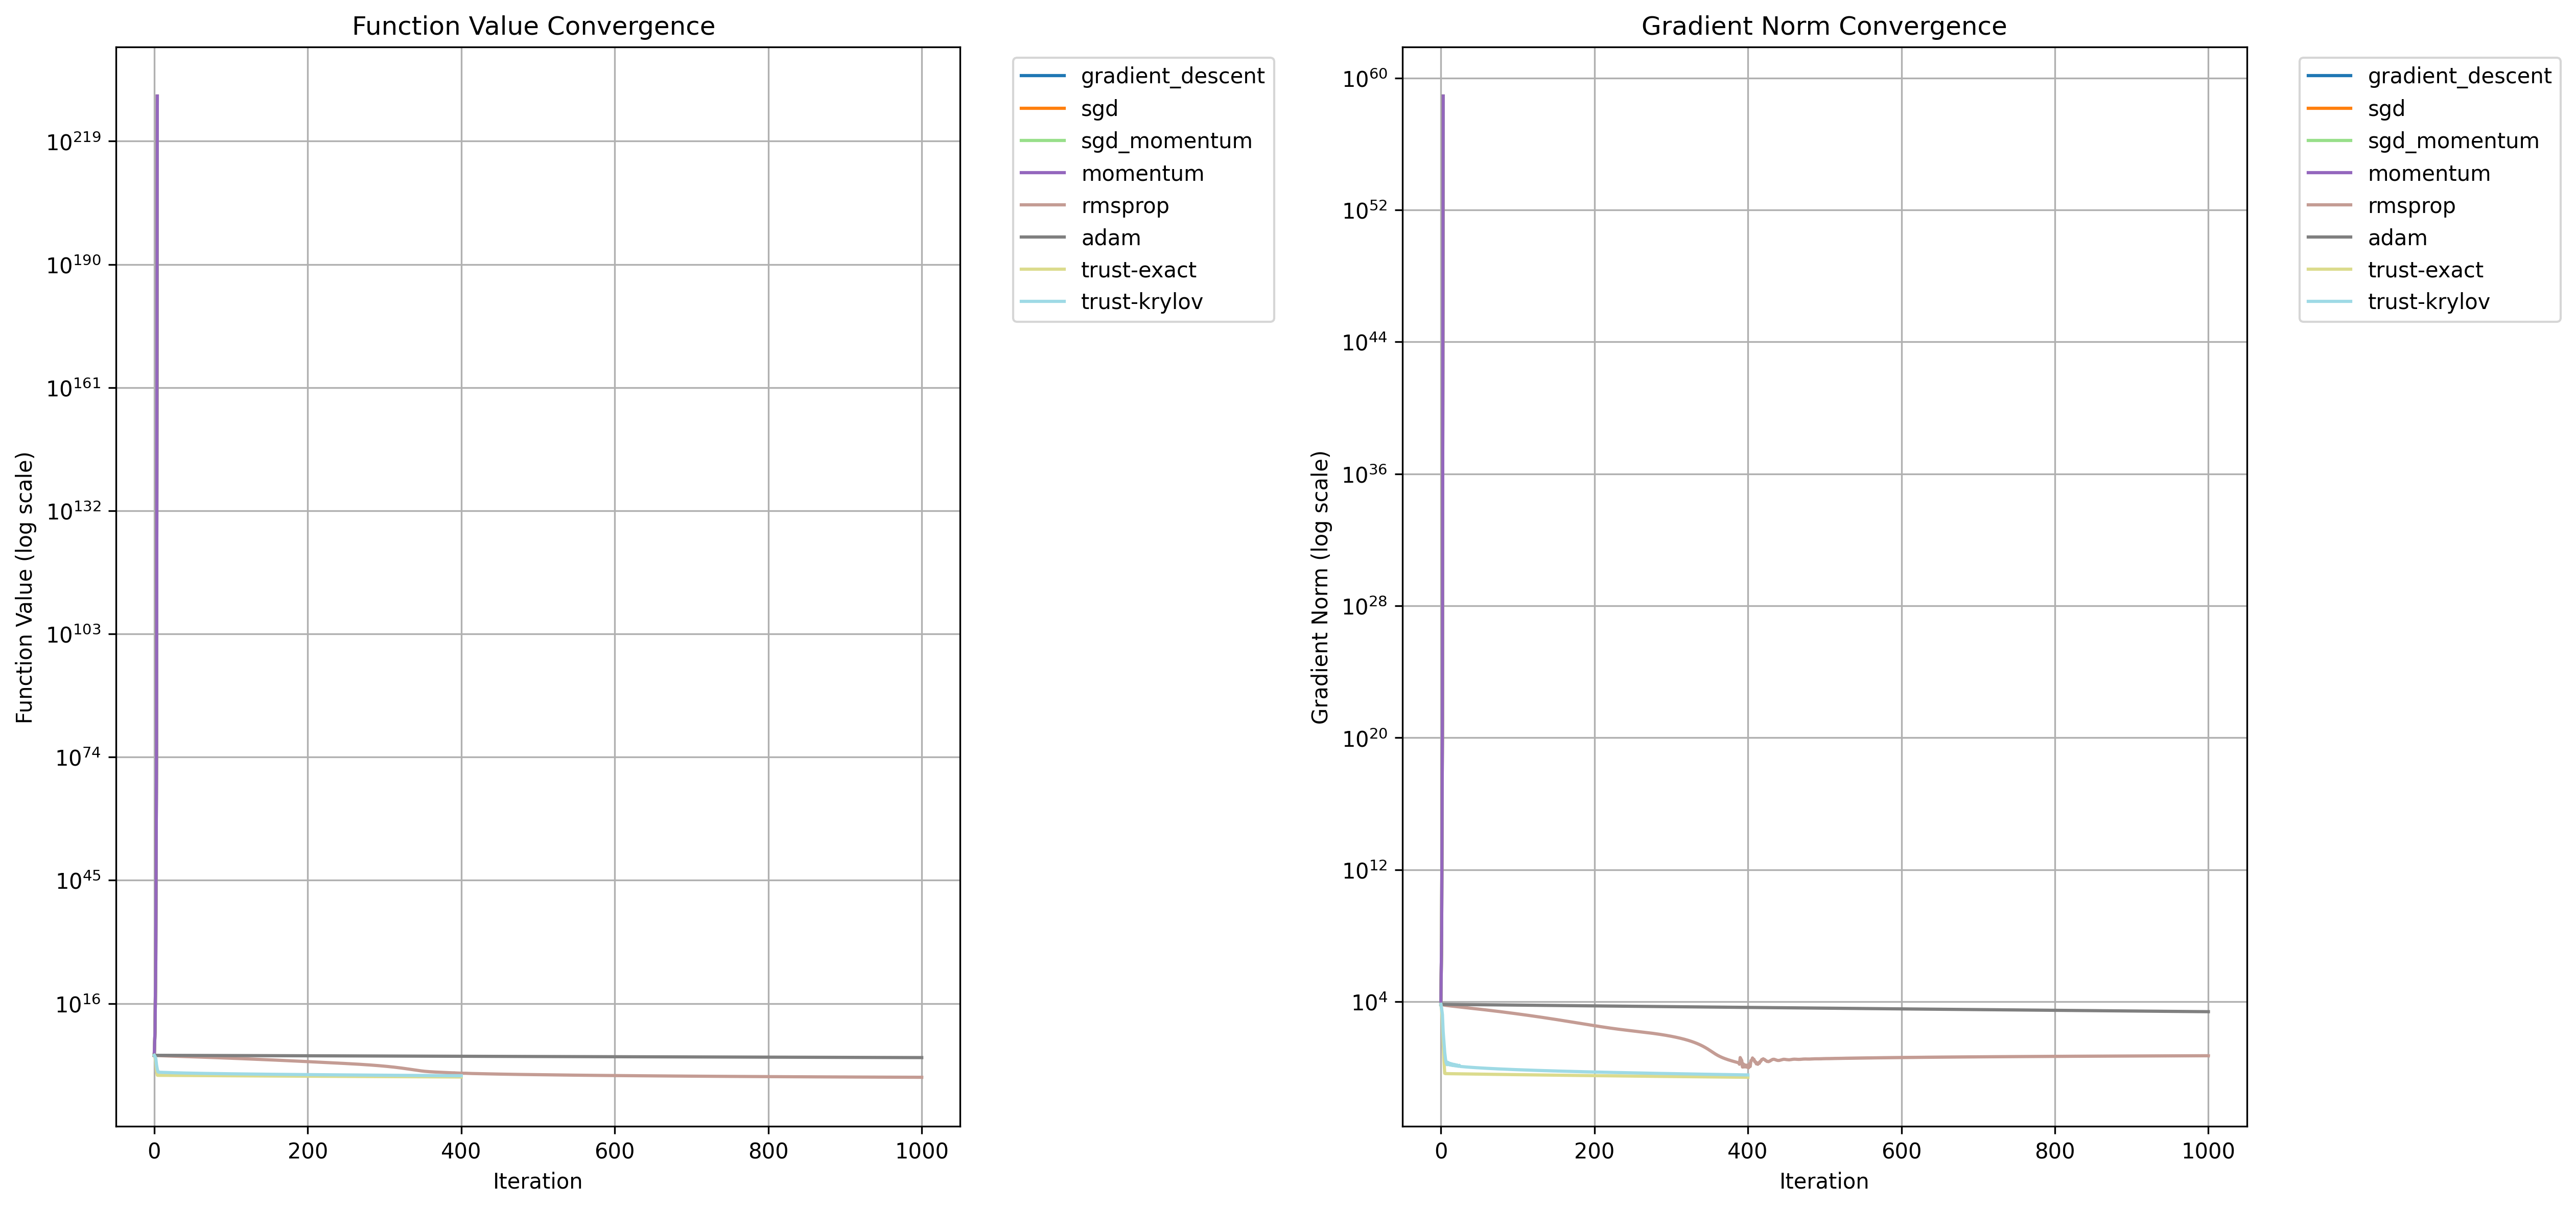 Function Value Convergence
Function Value (log scale)
10^219
10^190
10^161
10^132
10^103
10^74
10^45
10^16
0 200 400 600 800 1000
Iteration
gradient_descent
sgd
sgd_momentum
momentum
rmsprop
adam
trust-exact
trust-krylov
Gradient Norm Convergence
Gradient Norm (log scale)
10^60
10^52
10^44
10^36
10^28
10^20
10^12
10^4
0 200 400 600 800 1000
Iteration
gradient_descent
sgd
sgd_momentum
momentum
rmsprop
adam
trust-exact
trust-krylov